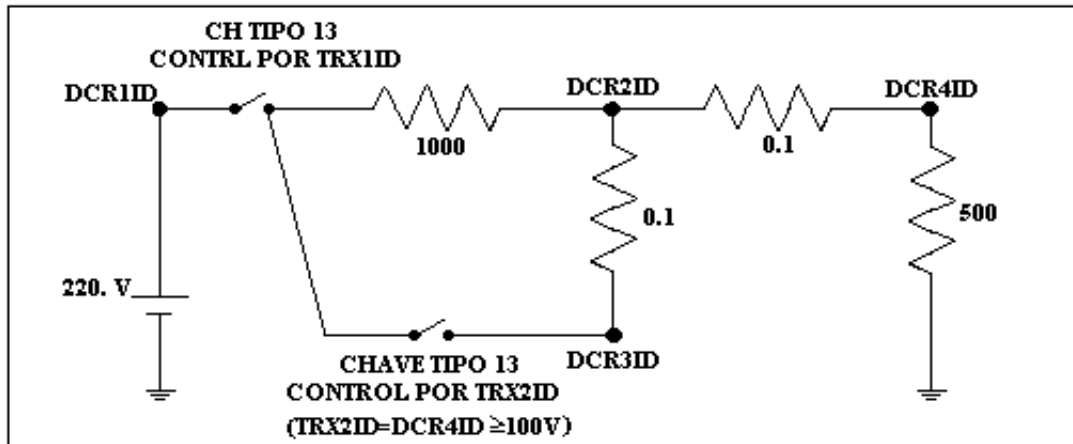 CH TIPO 13
CONTRL POR TRX1ID
DCR1ID
DCR2ID
DCR4ID
1000
0.1
0.1
500
220. V
DCR3ID
CHAVE TIPO 13
CONTROL POR TRX2ID
(TRX2ID=DCR4ID ≥100V)